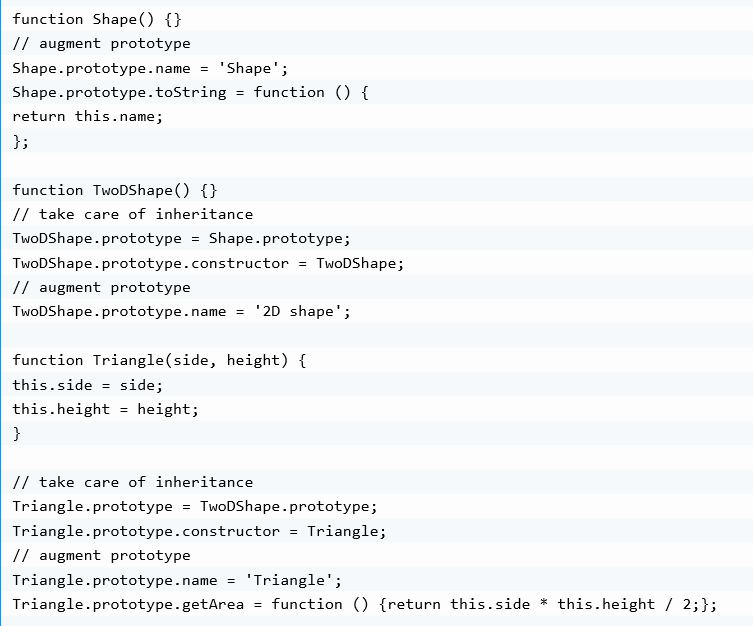 function Shape() {}
// augment prototype
Shape.prototype.name = 'Shape';
Shape.prototype.toString = function () {
return this.name;
};
function TwoDShape() {}
// take care of inheritance
TwoDShape.prototype = Shape.prototype;
TwoDShape.prototype.constructor = TwoDShape;
// augment prototype
TwoDShape.prototype.name = '2D shape';
function Triangle(side, height) {
this.side = side;
this.height = height;
}
// take care of inheritance
Triangle.prototype = TwoDShape.prototype;
Triangle.prototype.constructor = Triangle;
// augment prototype
Triangle.prototype.name = 'Triangle';
Triangle.prototype.getArea = function () {return this.side * this.height / 2;};